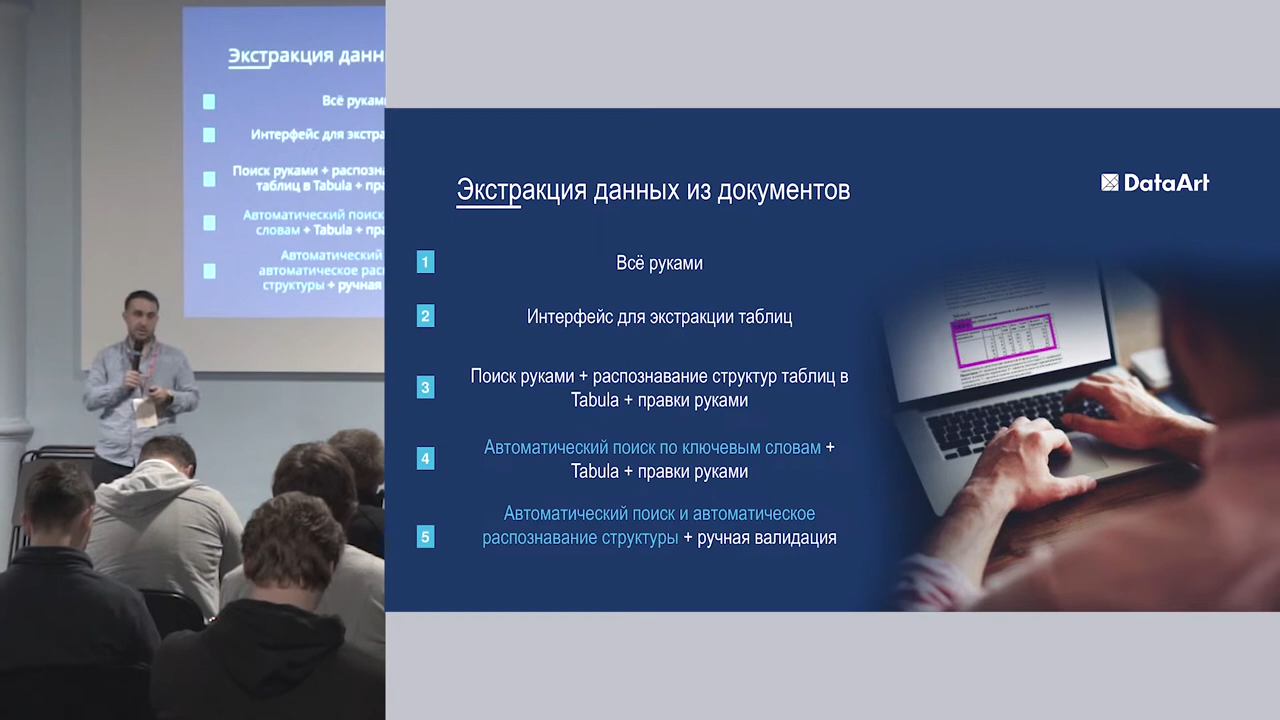 Экстракция данн
Всё рукам
Интерфейс для экстра
Поиск руками + распозн
таблиц в Tabula + пра
Автоматический поиск
словам + Tabula + пра
Автоматический
автоматическое рас
структуры + ручная
Экстракция данных из документов
DataArt
1 Всё руками
2 Интерфейс для экстракции таблиц
3 Поиск руками + распознавание структур таблиц в
Tabula + правки руками
4 Автоматический поиск по ключевым словам +
Tabula + правки руками
5 Автоматический поиск и автоматическое
распознавание структуры + ручная валидация